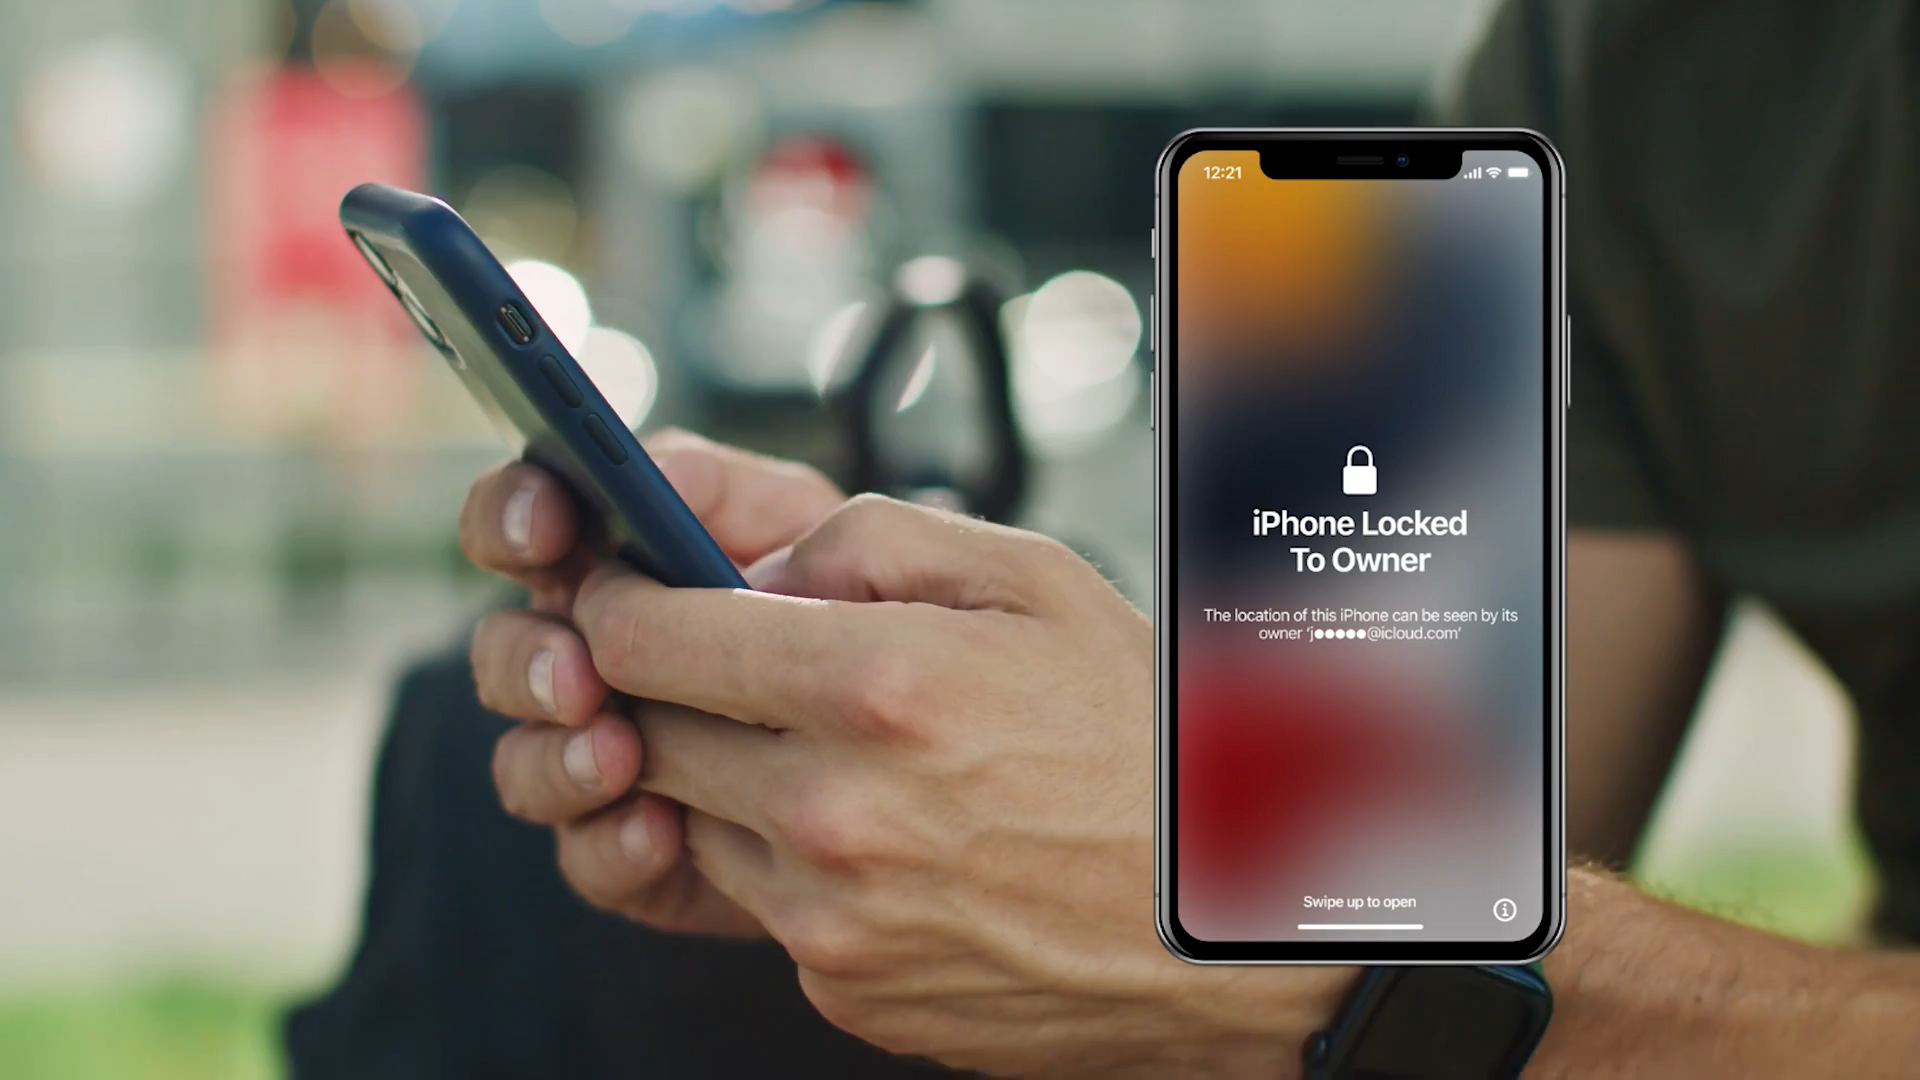 12:21
iPhone Locked
To Owner
The location of this iPhone can be seen by its
owner ‘j●●●●●@icloud.com’
Swipe up to open